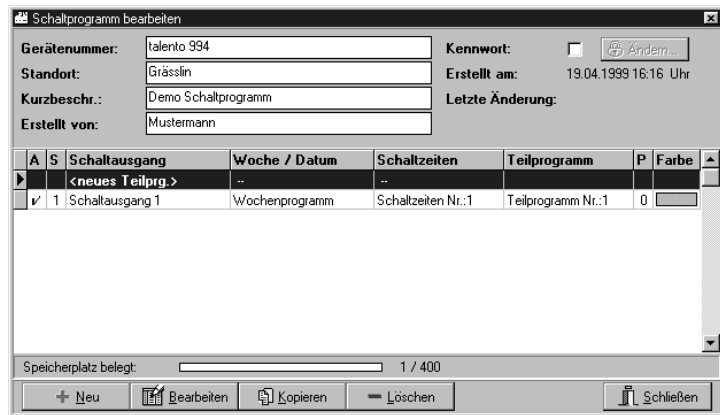 Schaltprogramm bearbeiten
Gerätenummer: talento 994 Kennwort: Ändern...
Standort: Grässlin Erstellt am: 19.04.1999 16:16 Uhr
Kurzbeschr.: Demo Schaltprogramm Letzte Änderung:
Erstellt von: Mustermann
A S Schaltausgang Woche / Datum Schaltzeiten Teilprogramm P Farbe
<neues Teilprg.> -- --
✔ 1 Schaltausgang 1 Wochenprogramm Schaltzeiten Nr.:1 Teilprogramm Nr.:1 0
Speicherplatz belegt: 1 / 400
Neu Bearbeiten Kopieren Löschen Schließen